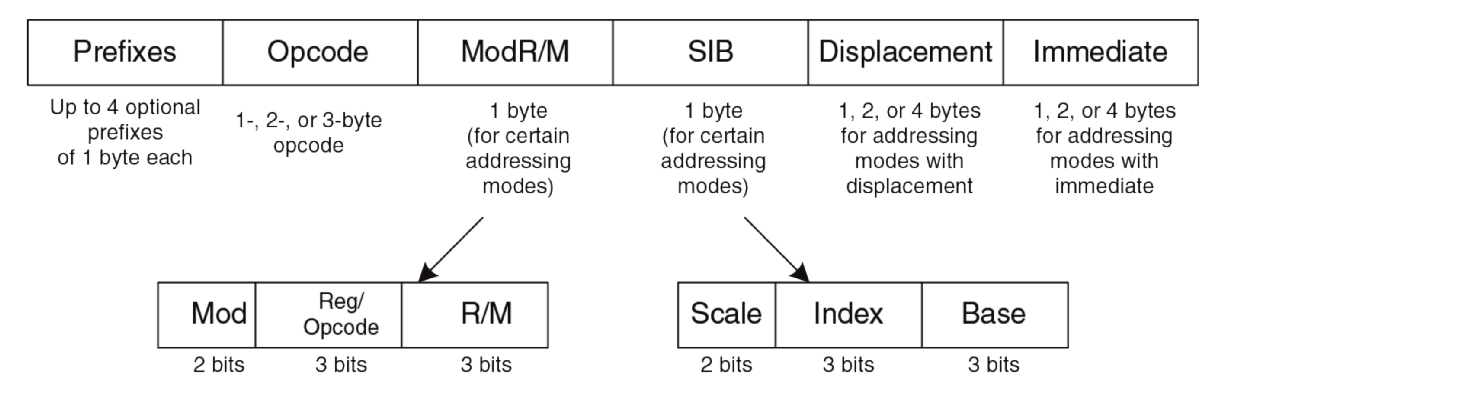 Prefixes
Opcode
ModR/M
SIB
Displacement
Immediate
Up to 4 optional
prefixes
of 1 byte each
1-, 2-, or 3-byte
opcode
1 byte
(for certain
addressing
modes)
1 byte
(for certain
addressing
modes)
1, 2, or 4 bytes
for addressing
modes with
displacement
1, 2, or 4 bytes
for addressing
modes with
immediate
Mod
Reg/
Opcode
R/M
2 bits
3 bits
3 bits
Scale
Index
Base
2 bits
3 bits
3 bits